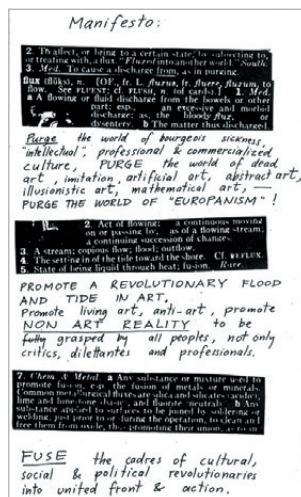 Manifesto:
2. To affect, or bring to a certain state, by subjecting to,
or treating with, a flux. "Fluxed into another world." South.
3. Med. To cause a discharge from, as in purging.
flux (flŭks), n. [OF., fr. L. fluxus, fr. fluere, fluxum, to
flow. See FLUENT; cf. FLUSH, n. (of cards).] 1. Med.
a A flowing or fluid discharge from the bowels or other
part; esp., an excessive and morbid
discharge; as, the bloody flux, or
dysentery. b The matter thus discharged.
Purge the world of bourgeois sickness,
"intellectual", professional & commercialized
culture, PURGE the world of dead
art, imitation, artificial art, abstract art,
illusionistic art, mathematical art, —
PURGE THE WORLD OF "EUROPANISM"!
2. Act of flowing: a continuous moving
on or passing by, as of a flowing stream;
a continuing succession of changes.
3. A stream; copious flow; flood; outflow.
4. The setting in of the tide toward the shore. Cf. REFLUX.
5. State of being liquid through heat; fusion. Rare.
PROMOTE A REVOLUTIONARY FLOOD
AND TIDE IN ART,
Promote living art, anti-art, promote
NON ART REALITY to be
fully grasped by all peoples, not only
critics, dilettantes and professionals.
7. Chem. & Metal. a Any substance or mixture used to
promote fusion, esp. the fusion of metals or minerals.
Common metallurgical fluxes are silica and silicates (acidic),
lime and limestone (basic), and fluorite (neutral). b Any
substance applied to surfaces to be joined by soldering or
welding, just prior to or during the operation, to clean and
free them from oxide, thus promoting their union, as rosin.
FUSE the cadres of cultural,
social & political revolutionaries
into united front & action.